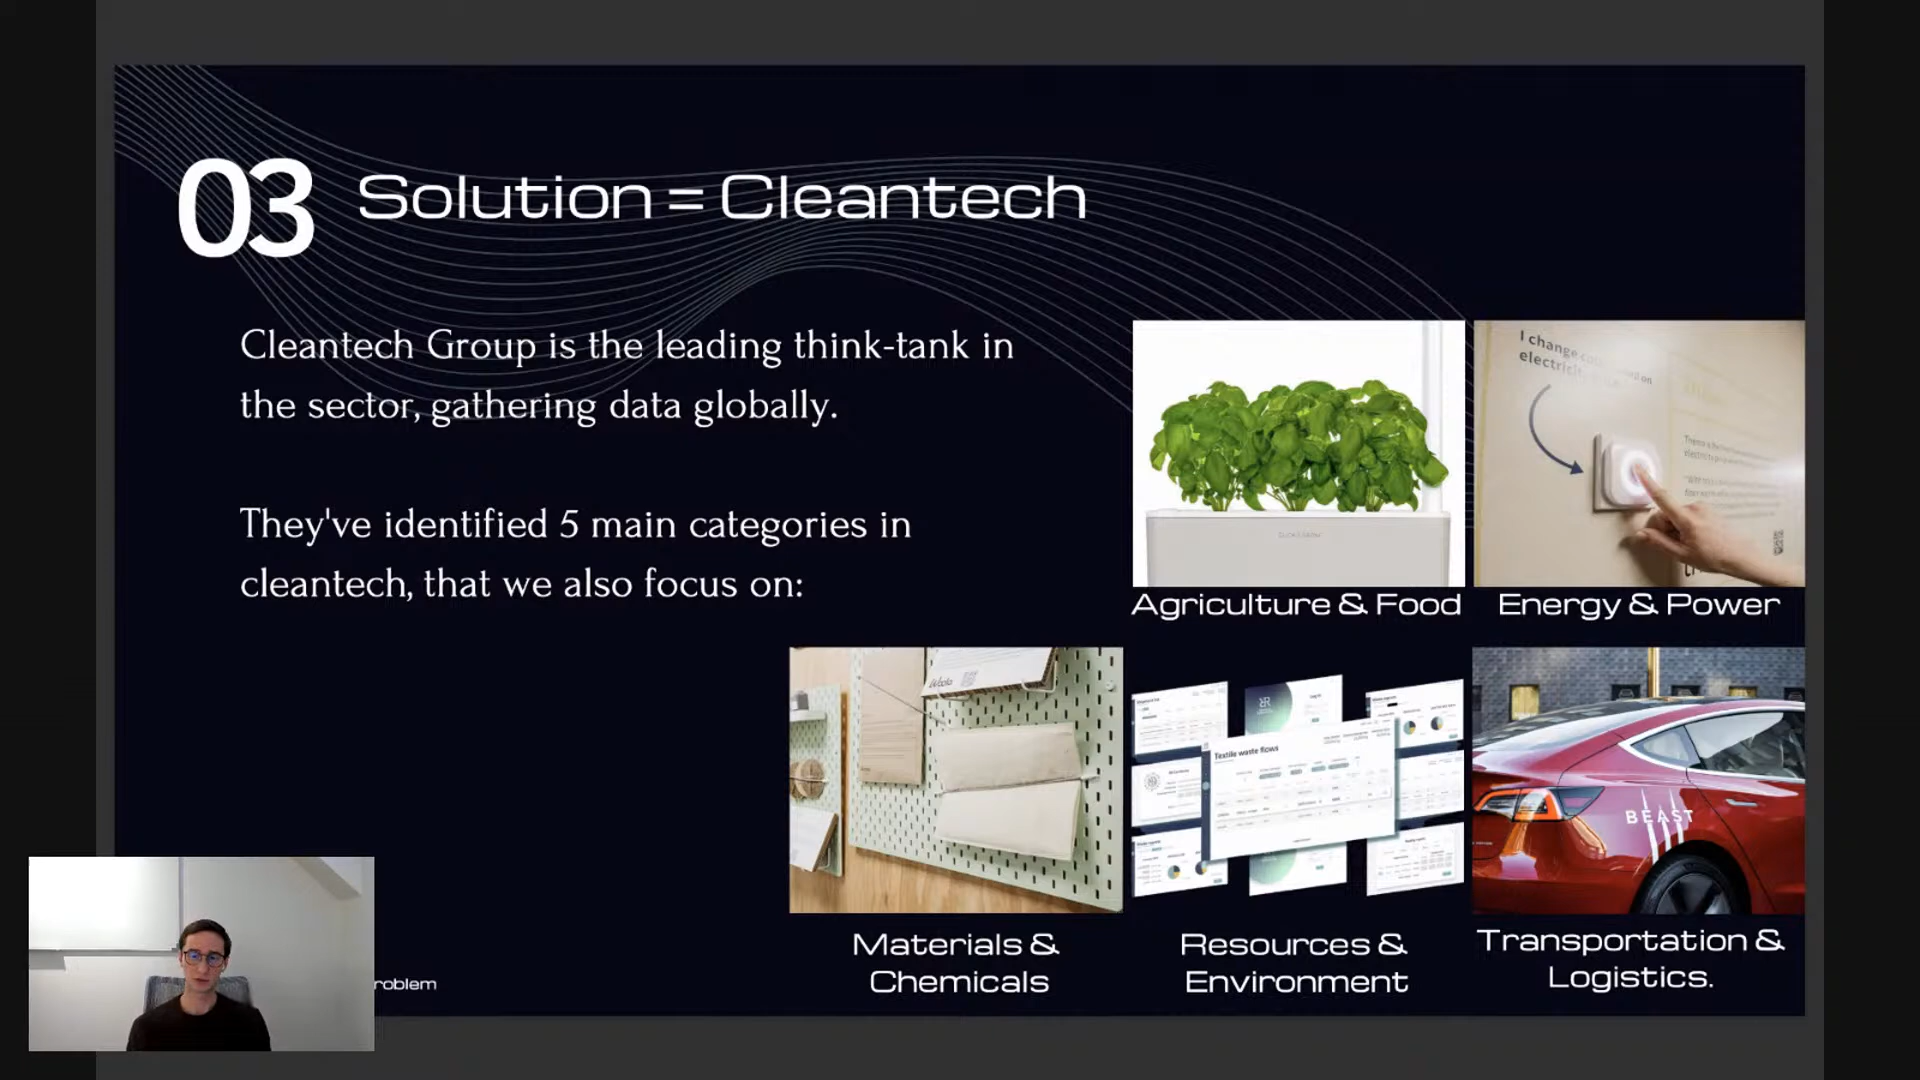 03 Solution = Cleantech
Cleantech Group is the leading think-tank in
the sector, gathering data globally.
They've identified 5 main categories in
cleantech, that we also focus on:
I change
electricity
Agriculture & Food
Energy & Power
Woola
Textile waste flows
BEAST
Materials &
Chemicals
Resources &
Environment
Transportation &
Logistics.
roblem